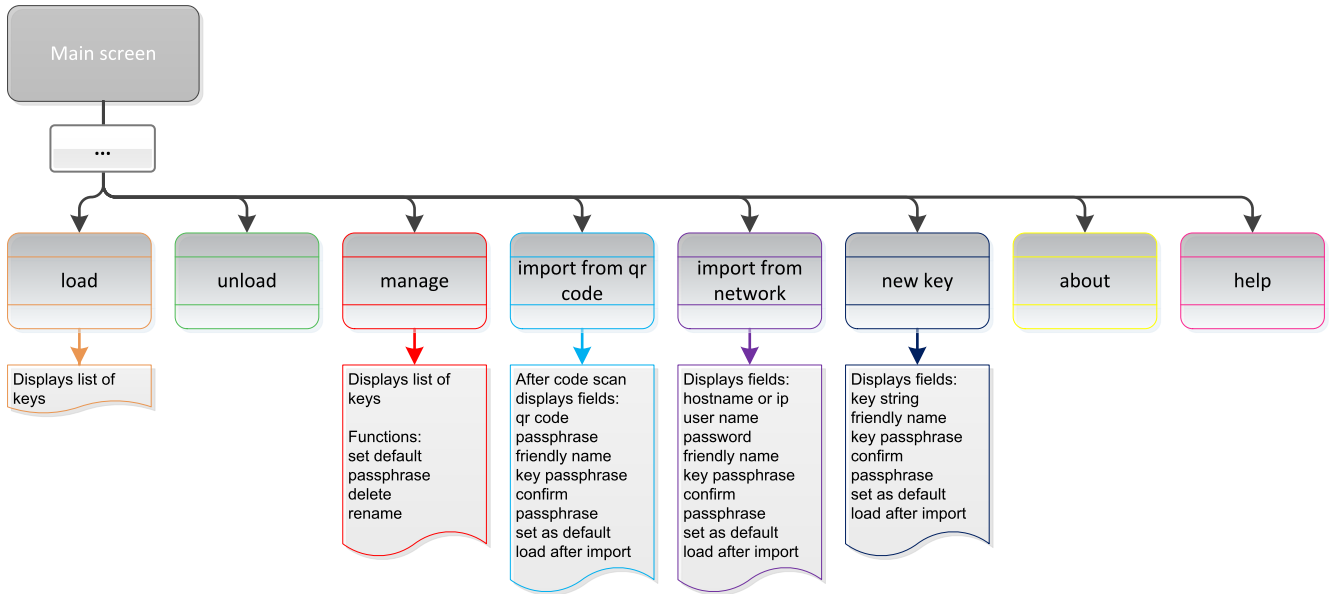 Main screen
...
load
unload
manage
import from qr
code
import from
network
new key
about
help
Displays list of
keys
Displays list of
keys
Functions:
set default
passphrase
delete
rename
After code scan
displays fields:
qr code
passphrase
friendly name
key passphrase
confirm
passphrase
set as default
load after import
Displays fields:
hostname or ip
user name
password
friendly name
key passphrase
confirm
passphrase
set as default
load after import
Displays fields:
key string
friendly name
key passphrase
confirm
passphrase
set as default
load after import